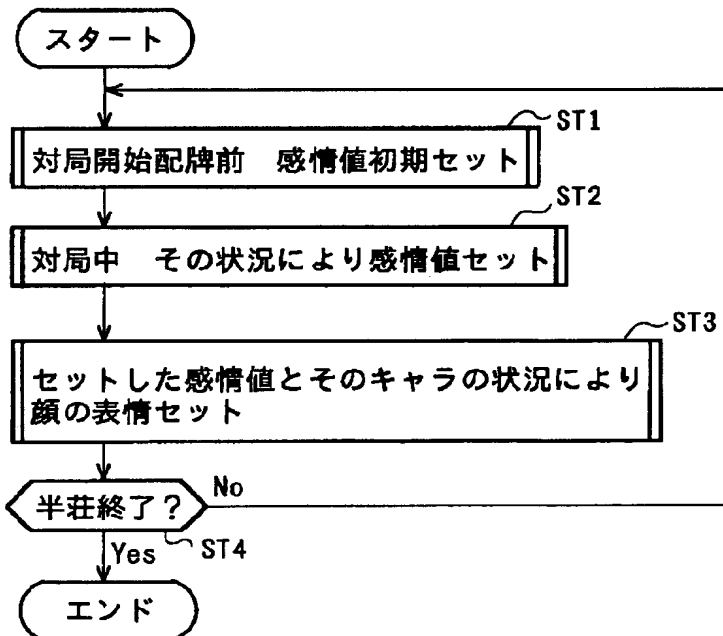 スタート
ST1
対局開始配牌前　感情値初期セット
ST2
対局中　その状況により感情値セット
ST3
セットした感情値とそのキャラの状況により
顔の表情セット
半荘終了？
No
ST4
Yes
エンド